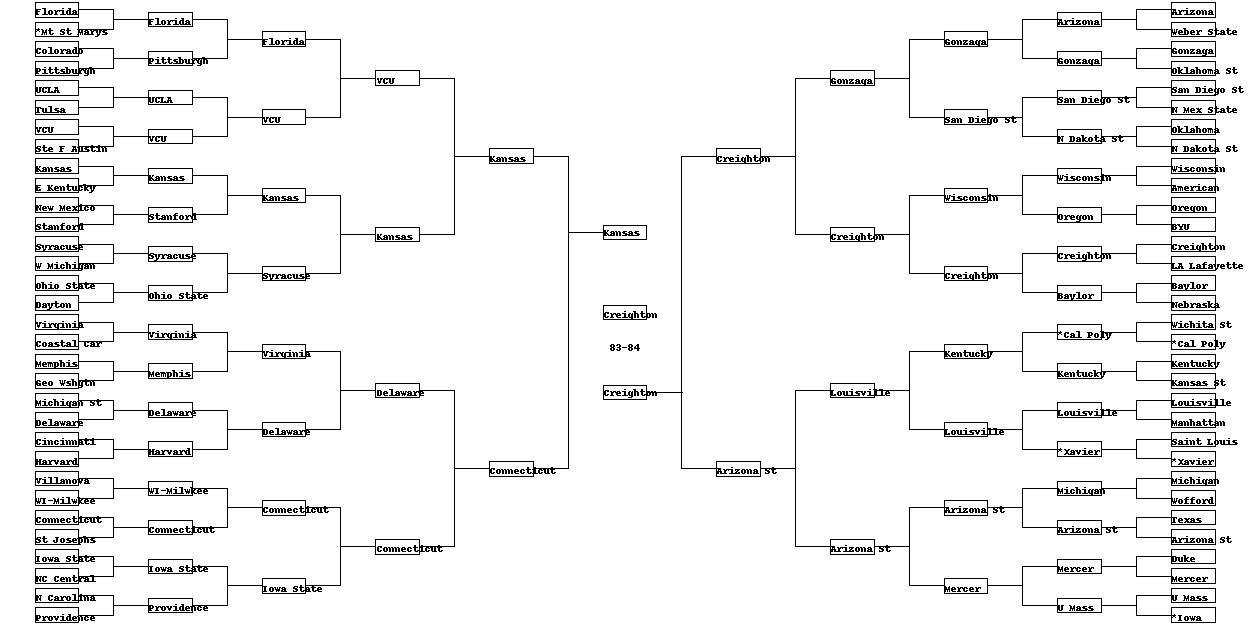 Florida
*Mt St Marys
Colorado
Pittsburgh
UCLA
Tulsa
VCU
Ste F Austin
Kansas
E Kentucky
New Mexico
Stanford
Syracuse
W Michigan
Ohio State
Dayton
Virginia
Coastal Car
Memphis
Geo Wshgtn
Michigan St
Delaware
Cincinnati
Harvard
Villanova
WI-Milwkee
Connecticut
St Josephs
Iowa State
NC Central
N Carolina
Providence
Florida
Pittsburgh
UCLA
VCU
Kansas
Stanford
Syracuse
Ohio State
Virginia
Memphis
Delaware
Harvard
WI-Milwkee
Connecticut
Iowa State
Providence
Florida
VCU
Kansas
Syracuse
Virginia
Delaware
Connecticut
Iowa State
VCU
Kansas
Delaware
Connecticut
Kansas
Connecticut
Kansas
Creighton
83-84
Creighton
Creighton
Arizona St
Gonzaga
Creighton
Louisville
Arizona St
Gonzaga
San Diego St
Wisconsin
Creighton
Kentucky
Louisville
Arizona St
Mercer
Arizona
Gonzaga
San Diego St
N Dakota St
Wisconsin
Oregon
Creighton
Baylor
*Cal Poly
Kentucky
Louisville
*Xavier
Michigan
Arizona St
Mercer
U Mass
Arizona
Weber State
Gonzaga
Oklahoma St
San Diego St
N Mex State
Oklahoma
N Dakota St
Wisconsin
American
Oregon
BYU
Creighton
LA Lafayette
Baylor
Nebraska
Wichita St
*Cal Poly
Kentucky
Kansas St
Louisville
Manhattan
Saint Louis
*Xavier
Michigan
Wofford
Texas
Arizona St
Duke
Mercer
U Mass
*Iowa